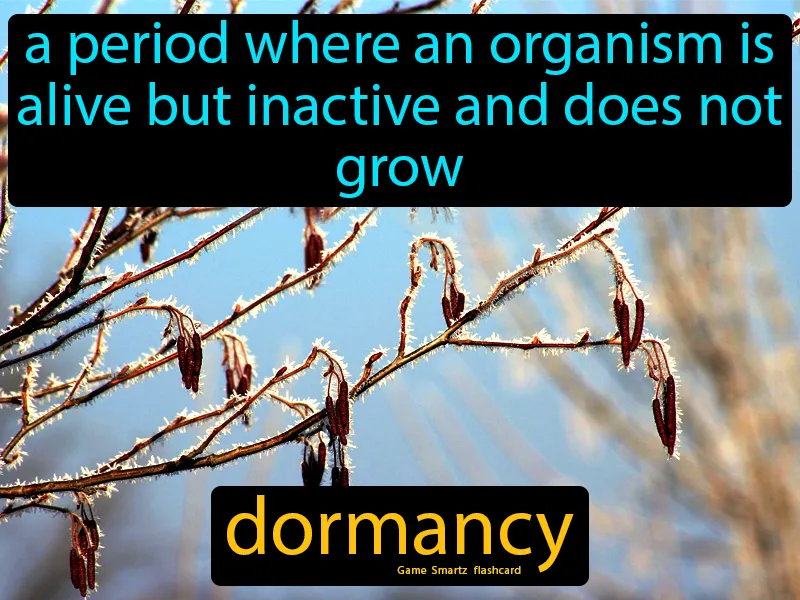 a period where an organism is
alive but inactive and does not
grow
dormancy
Game Smartz flashcard